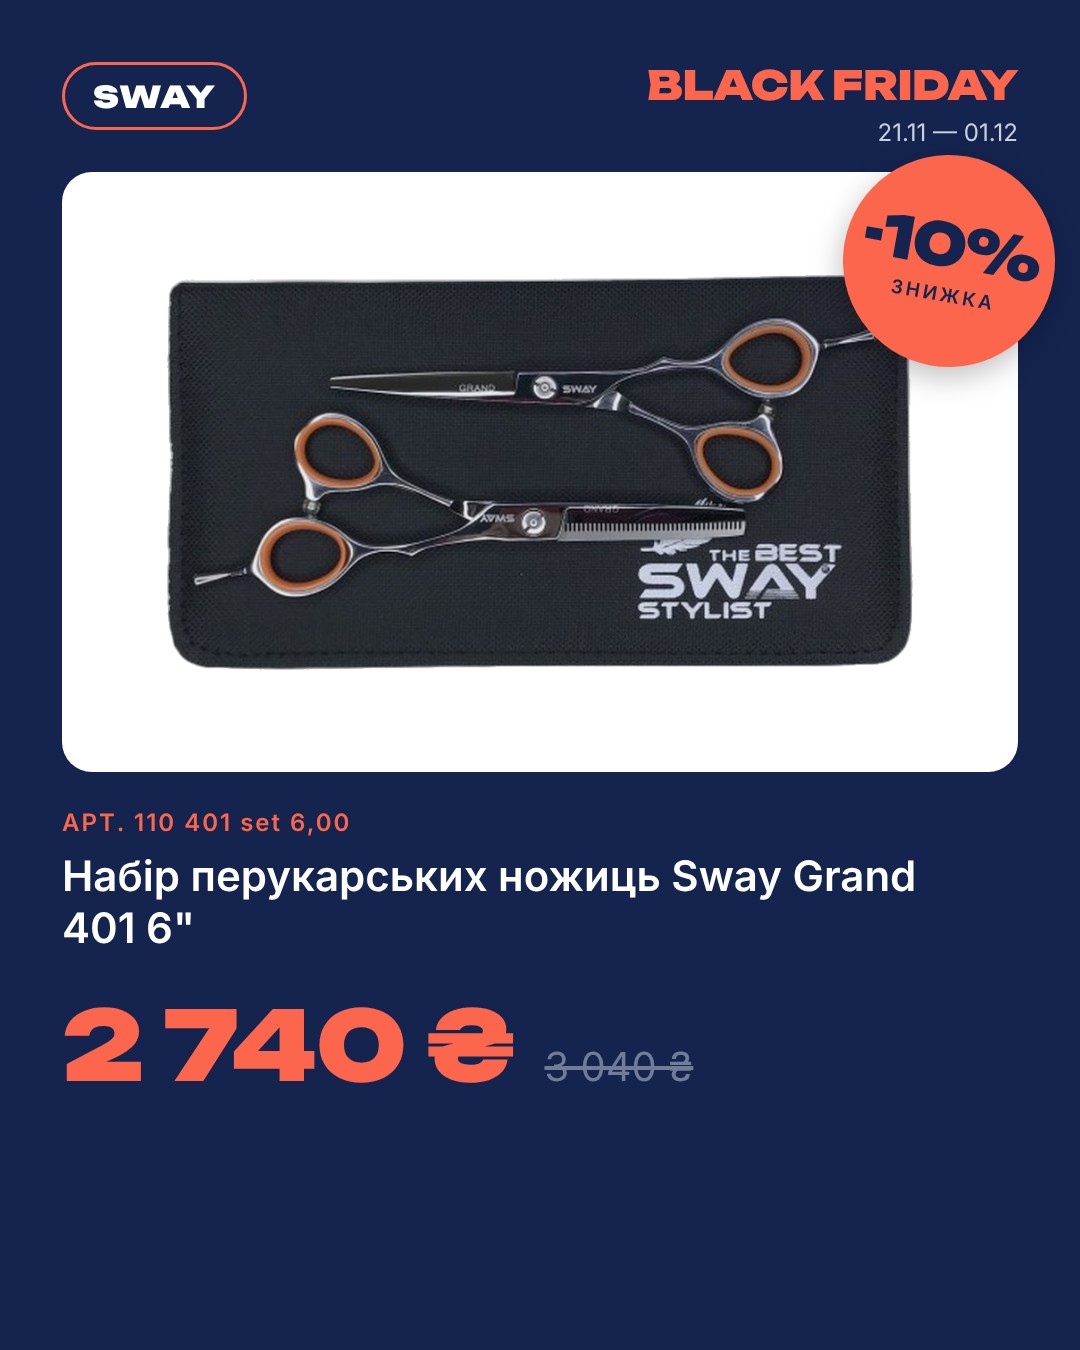 SWAY
BLACK FRIDAY
21.11 — 01.12
-10%
ЗНИЖКА
GRAND
SWAY
SWAY
GRAND
THE BEST
SWAY
STYLIST
АРТ. 110 401 set 6,00
Набір перукарських ножиць Sway Grand
401 6"
2 740 ₴
3 040 ₴